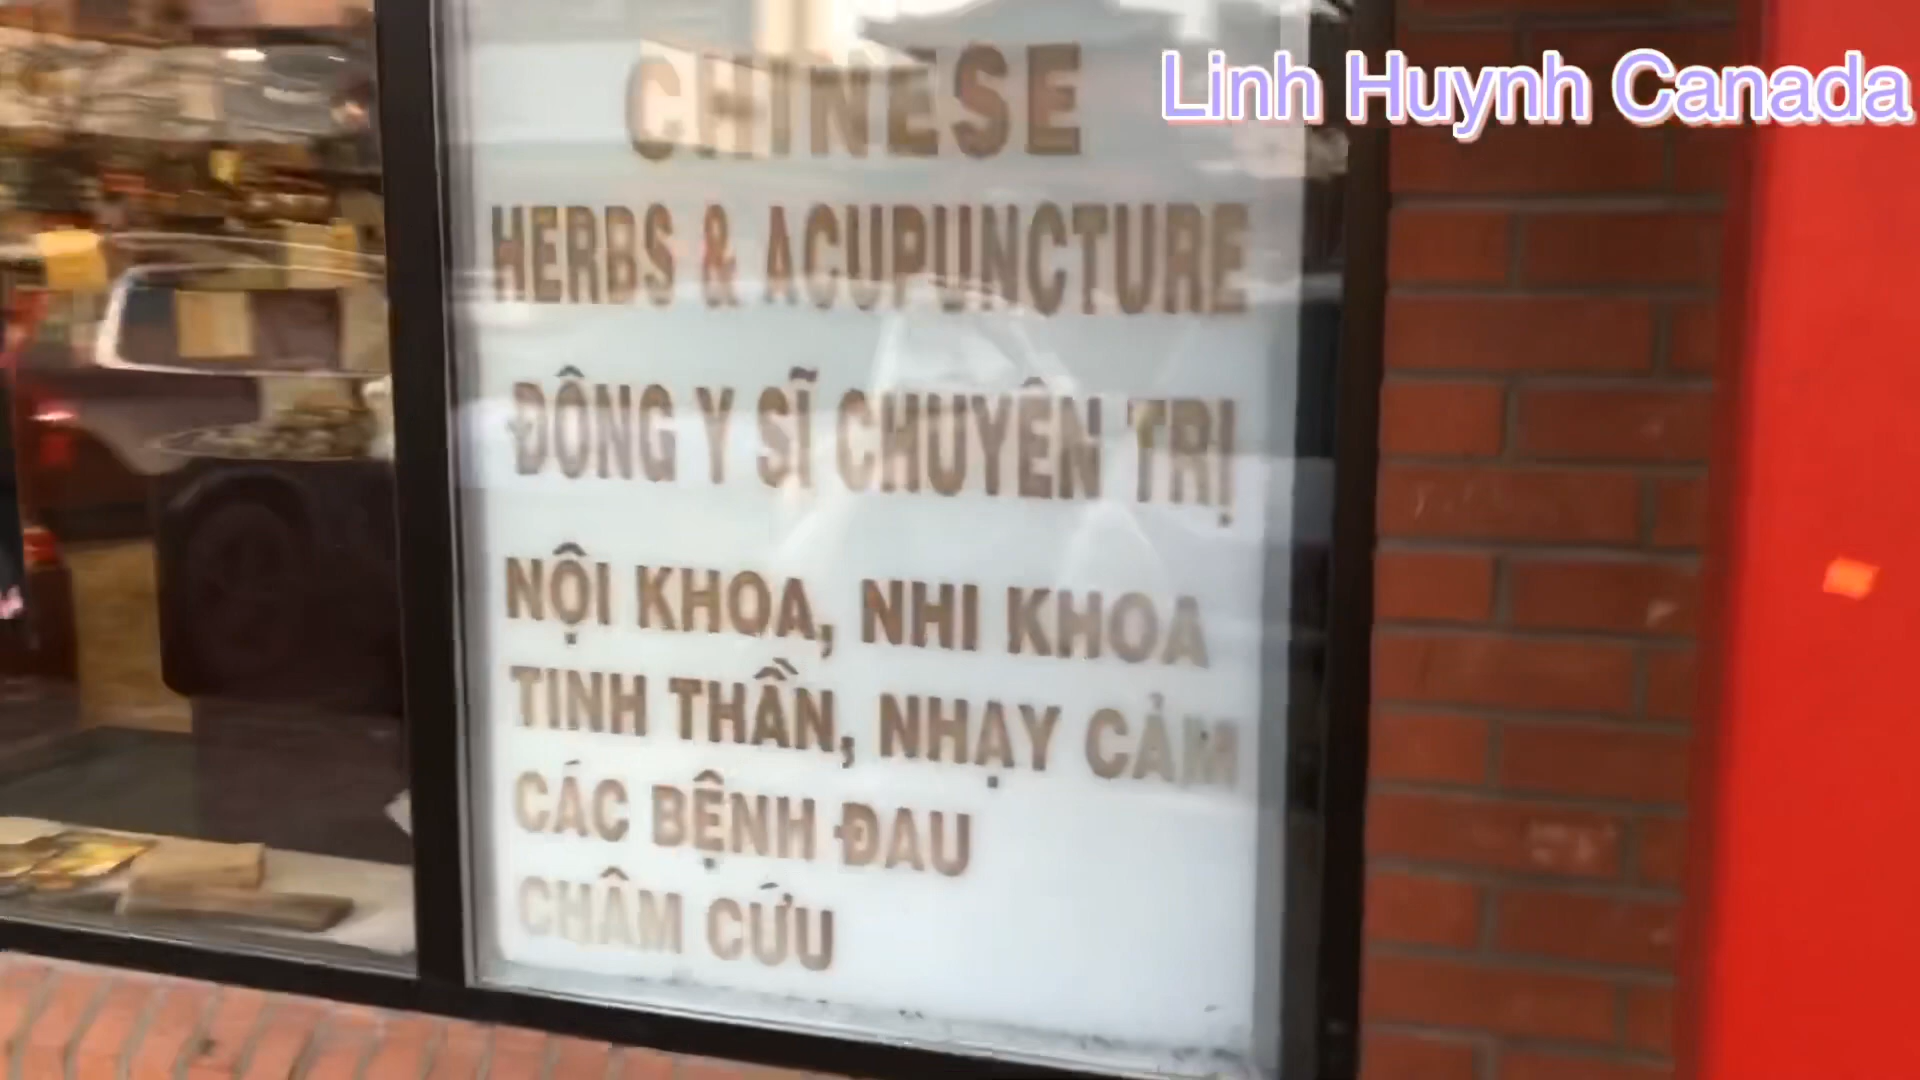 Linh Huynh Canada
CHINESE
HERBS & ACUPUNCTURE
ĐÔNG Y SĨ CHUYÊN TRỊ
NỘI KHOA, NHI KHOA
TINH THẦN, NHẠY CẢM
CÁC BỆNH ĐAU
CHÂM CỨU